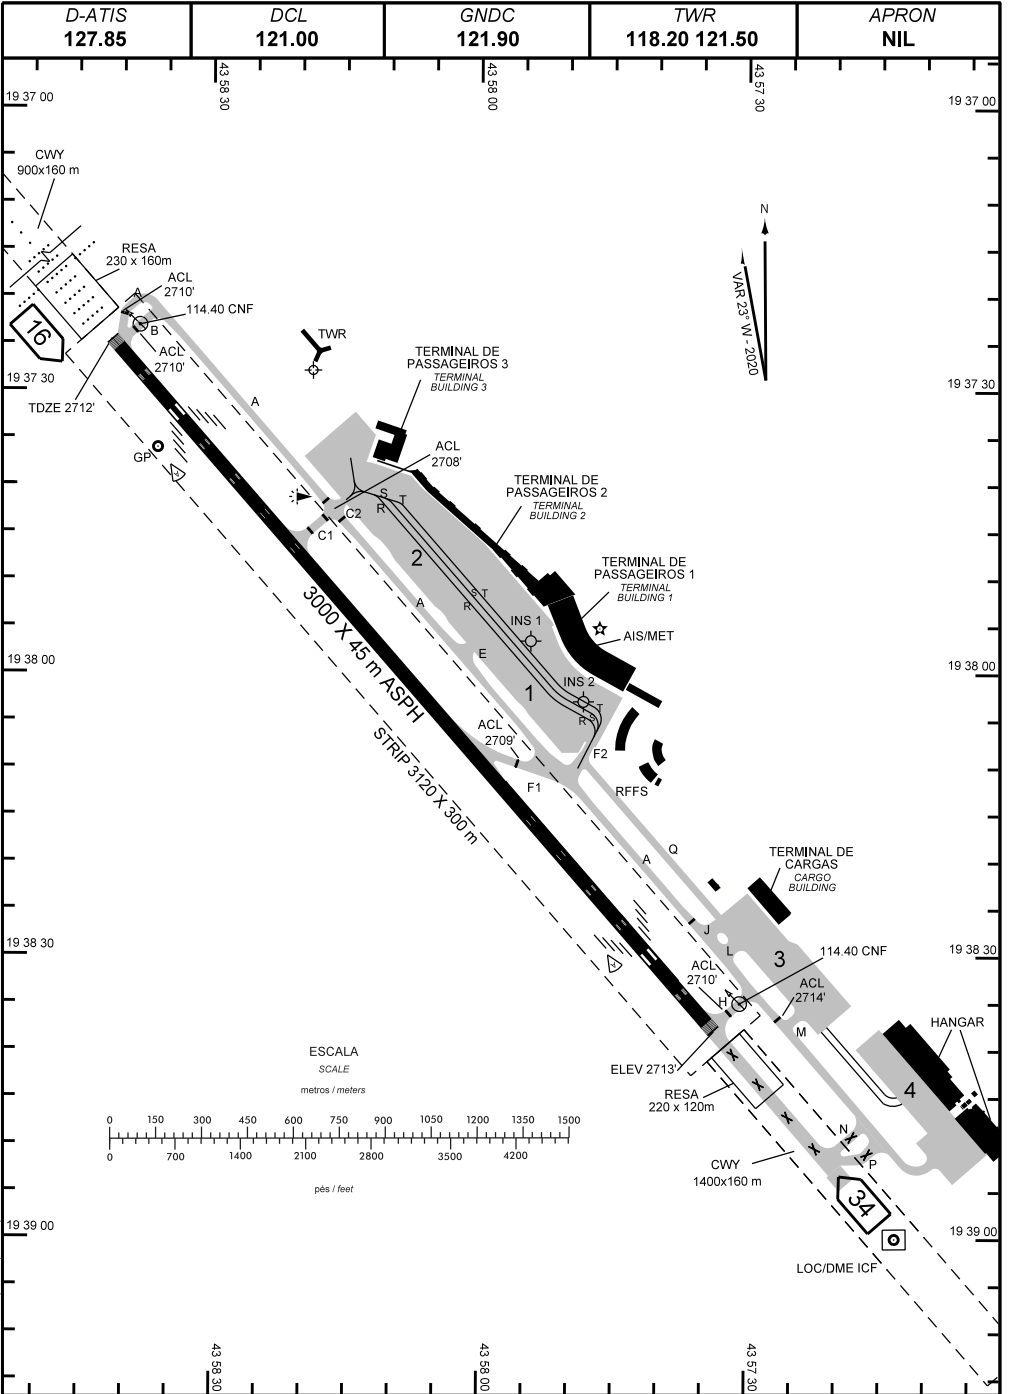 D-ATIS
127.85
DCL
121.00
GNDC
121.90
TWR
118.20 121.50
APRON
NIL
43 58 30
43 58 00
43 57 30
19 37 00
19 37 00
CWY
900x160 m
N
VAR 23° W - 2020
RESA
230 x 160m
ACL
2710'
A
114.40 CNF
B
16
ACL
2710'
TWR
TERMINAL DE
PASSAGEIROS 3
TERMINAL
BUILDING 3
19 37 30
19 37 30
TDZE 2712'
A
GP
ACL
2708'
TERMINAL DE
PASSAGEIROS 2
TERMINAL
BUILDING 2
S
T
R
C2
C1
2
TERMINAL DE
PASSAGEIROS 1
TERMINAL
BUILDING 1
3000 X 45 m ASPH
A
S T
R
INS 1
AIS/MET
19 38 00
19 38 00
E
INS 2
1
T
R S
STRIP 3120 X 300 m
ACL
2709'
F2
F1
RFFS
A
Q
TERMINAL DE
CARGAS
CARGO
BUILDING
19 38 30
19 38 30
J
L
3
114.40 CNF
ACL
2710'
ACL
2714'
H
M
HANGAR
ELEV 2713'
RESA
220 x 120m
4
ESCALA
SCALE
metros / meters
0 150 300 450 600 750 900 1050 1200 1350 1500
0 700 1400 2100 2800 3500 4200
pés / feet
N
P
CWY
1400x160 m
34
19 39 00
19 39 00
LOC/DME ICF
43 58 30
43 58 00
43 57 30